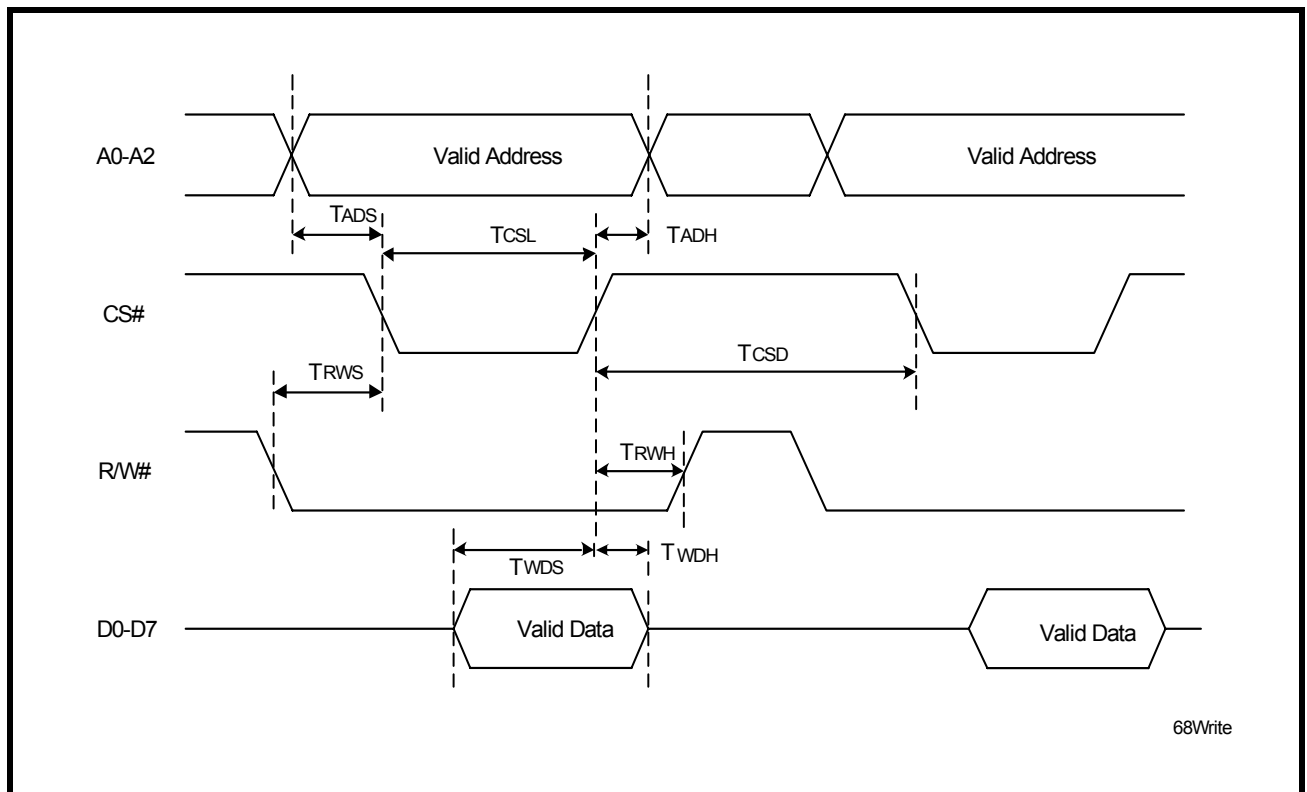 A0-A2
Valid Address
Valid Address
TADS
TCSL
TADH
CS#
TCSD
TRWS
TRWH
R/W#
TWDS
TWDH
D0-D7
Valid Data
Valid Data
68Write